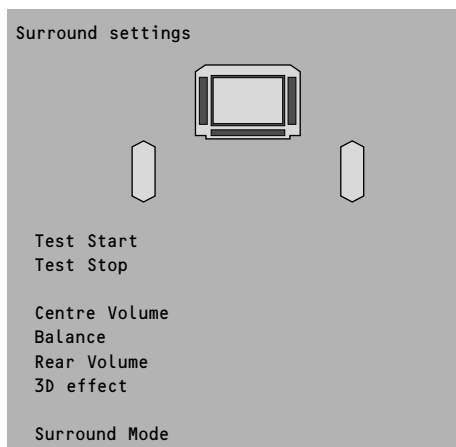 Surround settings
Test Start
Test Stop
Centre Volume
Balance
Rear Volume
3D effect
Surround Mode